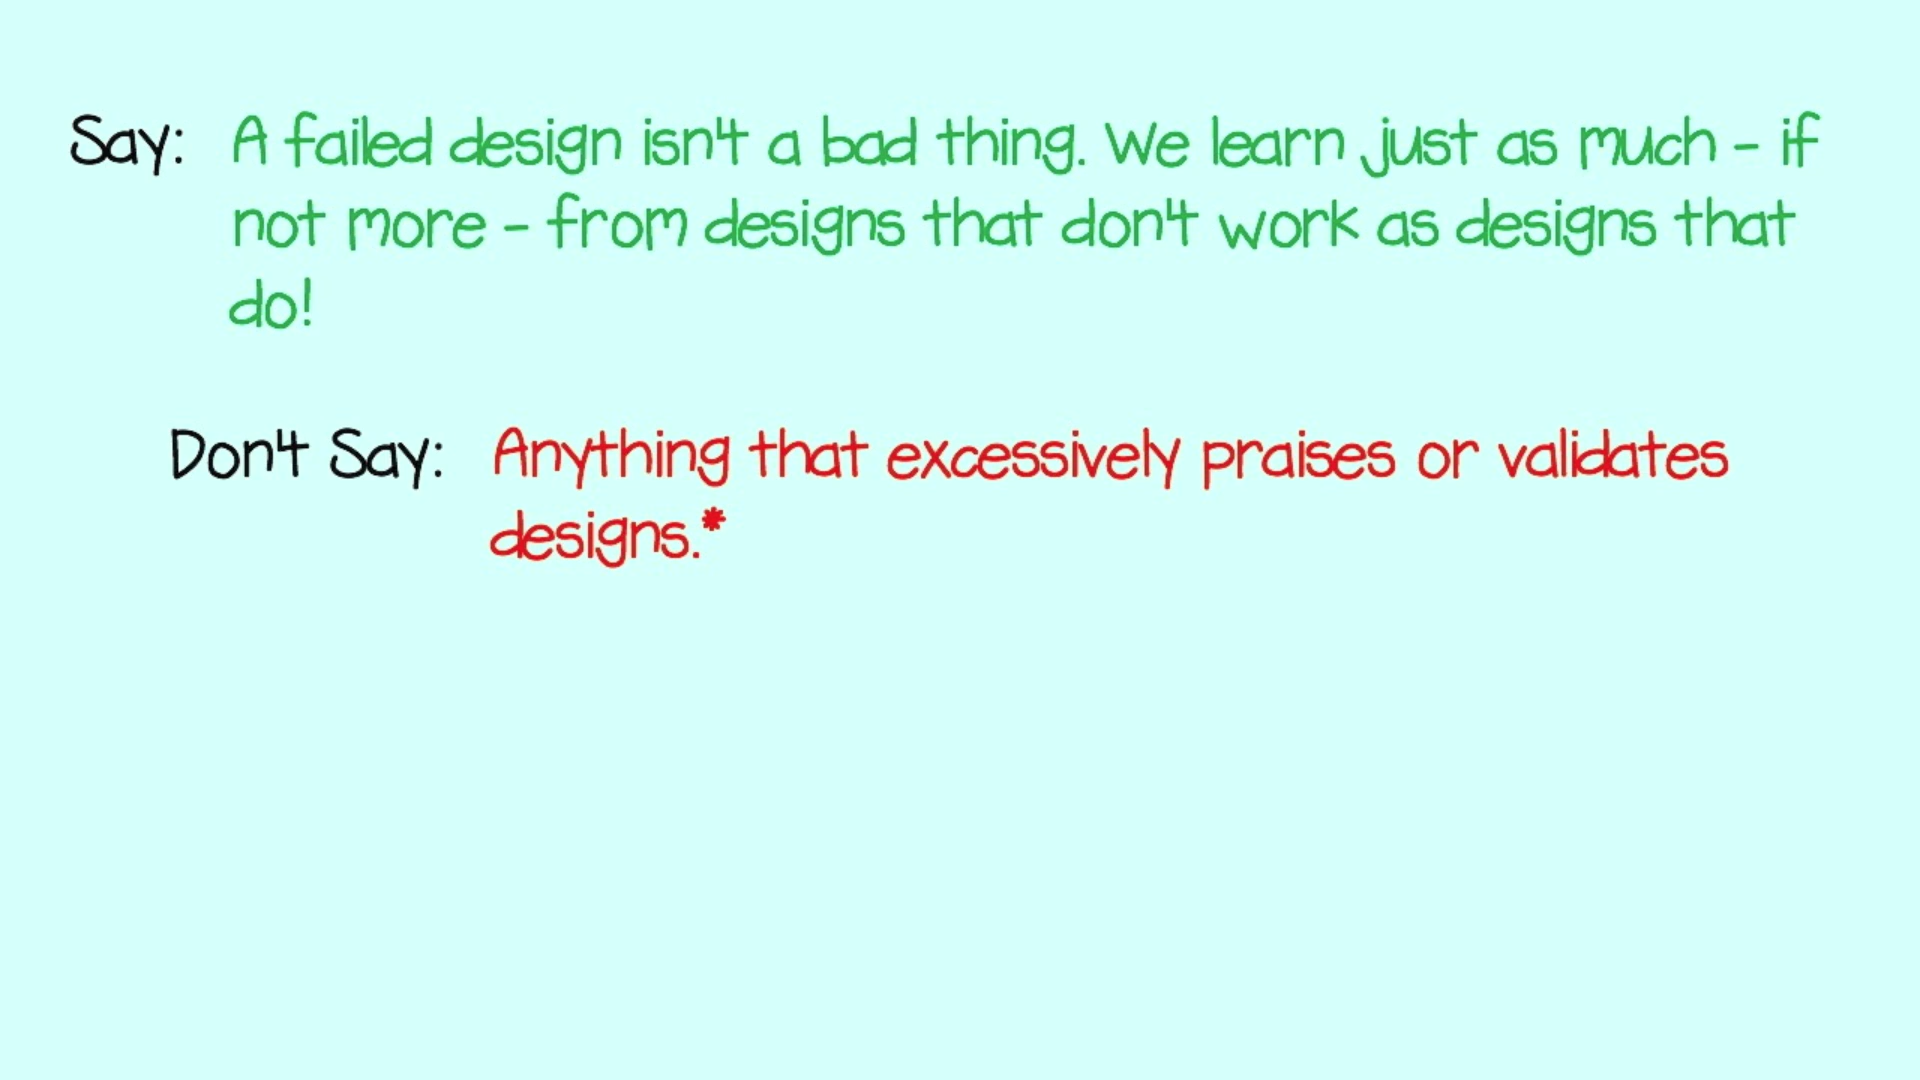 Say: A failed design isn't a bad thing. We learn just as much - if
not more - from designs that don't work as designs that
do!
Don't Say: Anything that excessively praises or validates
designs.*